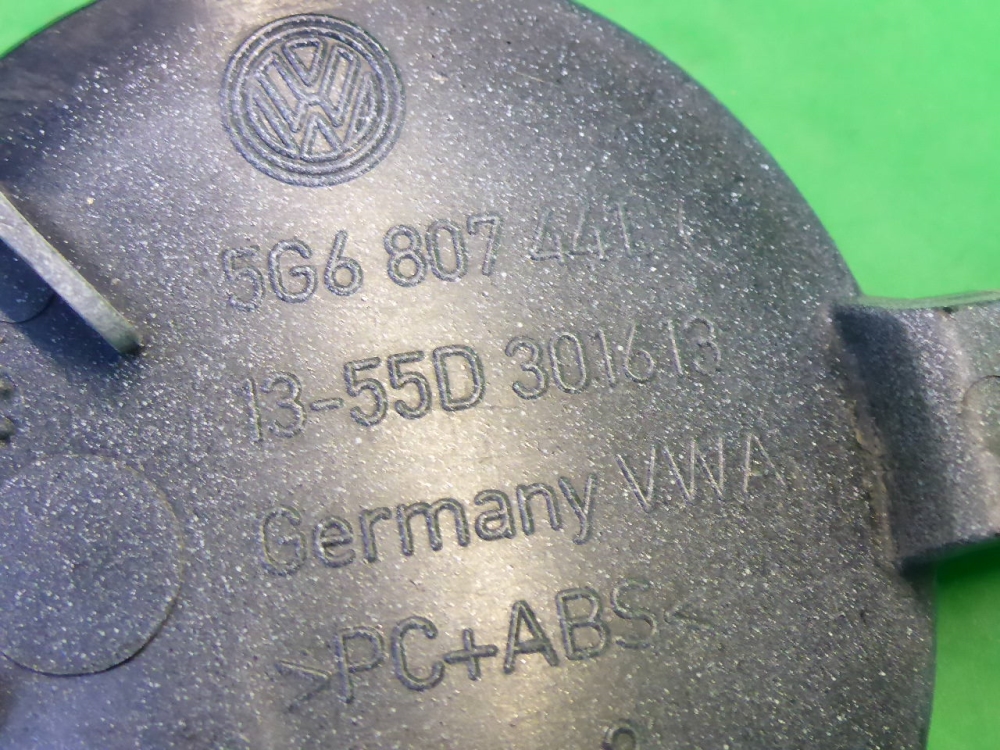 5G6 807 441
13-55D 301613
Germany VWA
>PC+ABS<